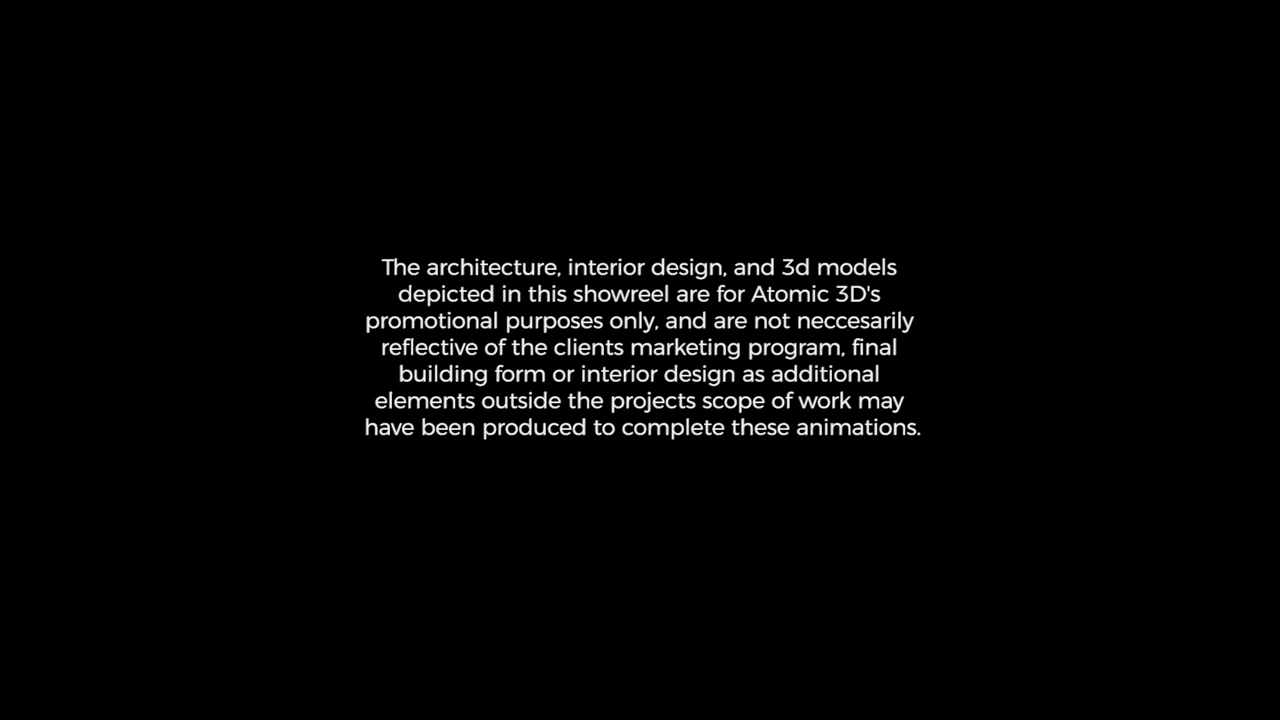 The architecture, interior design, and 3d models
depicted in this showreel are for Atomic 3D's
promotional purposes only, and are not neccesarily
reflective of the clients marketing program, final
building form or interior design as additional
elements outside the projects scope of work may
have been produced to complete these animations.